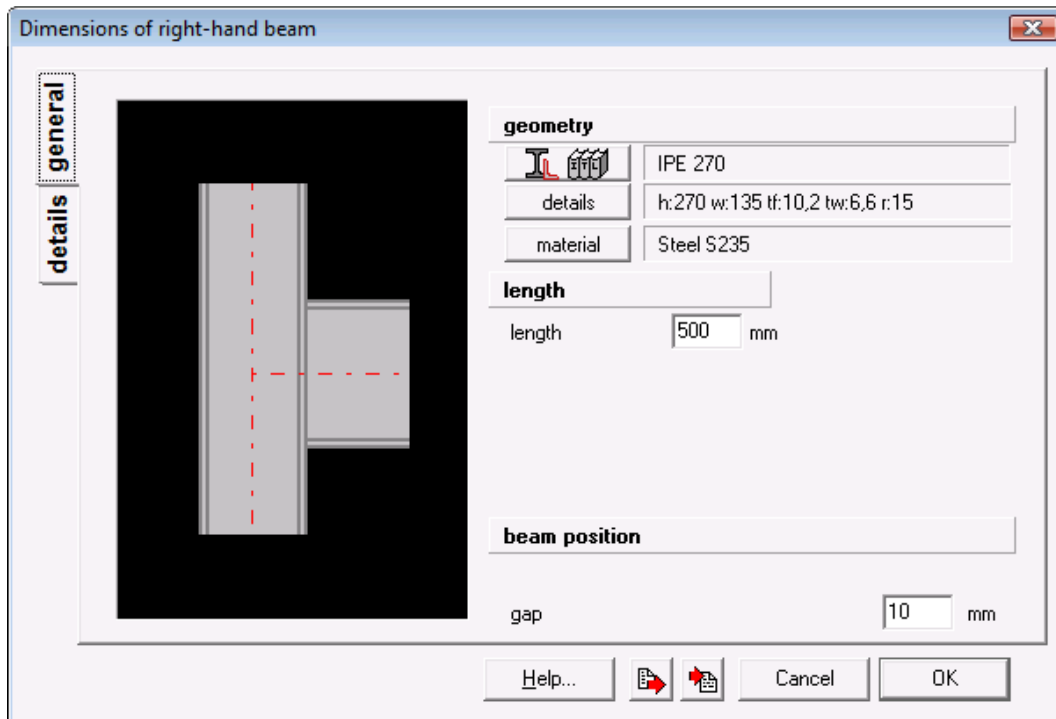 Dimensions of right-hand beam
general
details
geometry
IPE 270
details
h:270 w:135 tf:10,2 tw:6,6 r:15
material
Steel S235
length
length 500 mm
beam position
gap 10 mm
Help... Cancel OK